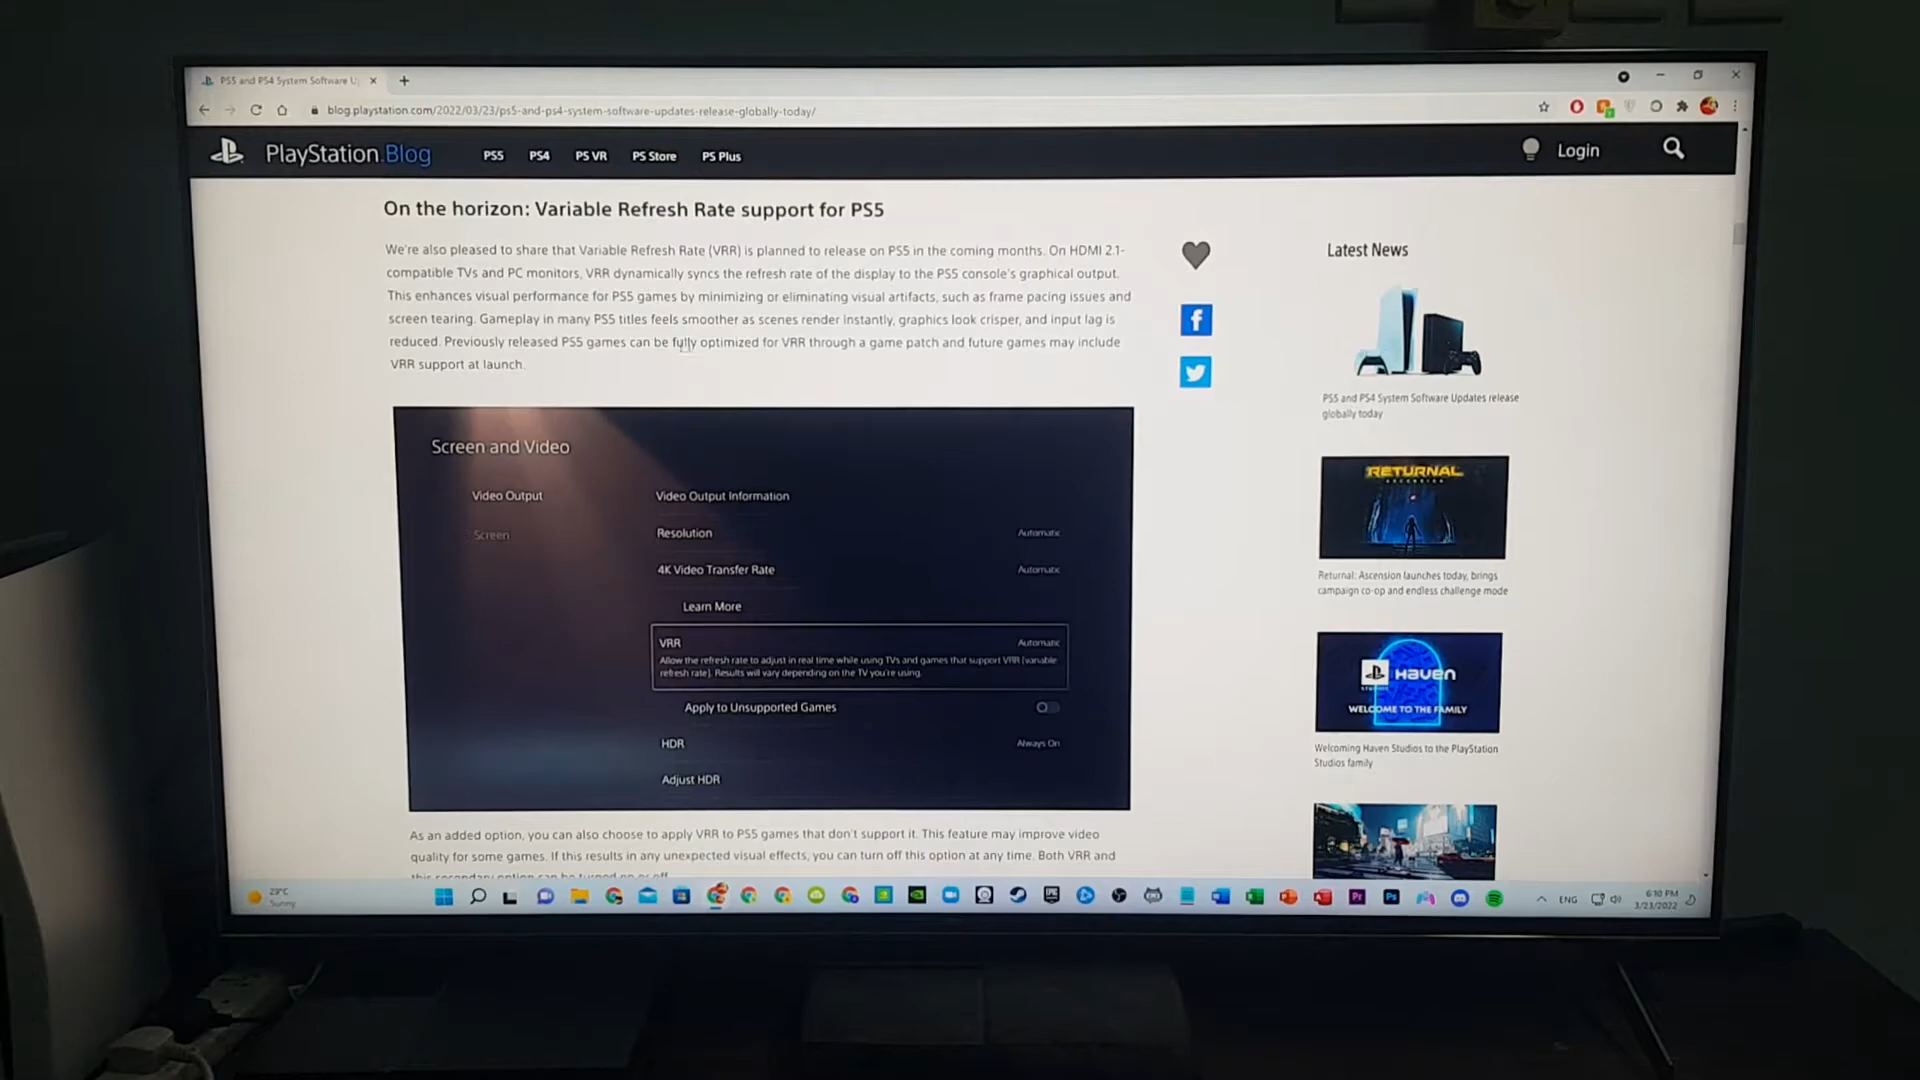 PS5 and PS4 System Software U
blog.playstation.com/2022/03/23/ps5-and-ps4-system-software-updates-release-globally-today/
PlayStation.Blog
PS5
PS4
PS VR
PS Store
PS Plus
Login
On the horizon: Variable Refresh Rate support for PS5
We're also pleased to share that Variable Refresh Rate (VRR) is planned to release on PS5 in the coming months. On HDMI 2.1-
compatible TVs and PC monitors, VRR dynamically syncs the refresh rate of the display to the PS5 console's graphical output.
This enhances visual performance for PS5 games by minimizing or eliminating visual artifacts, such as frame pacing issues and
screen tearing. Gameplay in many PS5 titles feels smoother as scenes render instantly, graphics look crisper, and input lag is
reduced. Previously released PS5 games can be fully optimized for VRR through a game patch and future games may include
VRR support at launch.
Screen and Video
Video Output
Screen
Video Output Information
Resolution
Automatic
4K Video Transfer Rate
Automatic
Learn More
VRR
Automatic
Allow the refresh rate to adjust in real time while using TVs and games that support VRR (variable
refresh rate). Results will vary depending on the TV you're using.
Apply to Unsupported Games
HDR
Always On
Adjust HDR
As an added option, you can also choose to apply VRR to PS5 games that don't support it. This feature may improve video
quality for some games. If this results in any unexpected visual effects, you can turn off this option at any time. Both VRR and
Latest News
PS5 and PS4 System Software Updates release
globally today
RETURNAL
ASCENSION
Returnal: Ascension launches today, brings
campaign co-op and endless challenge mode
HAVEN
WELCOME TO THE FAMILY
Welcoming Haven Studios to the PlayStation
Studios family
29°C
Sunny
ENG
6:10 PM
3/23/2022